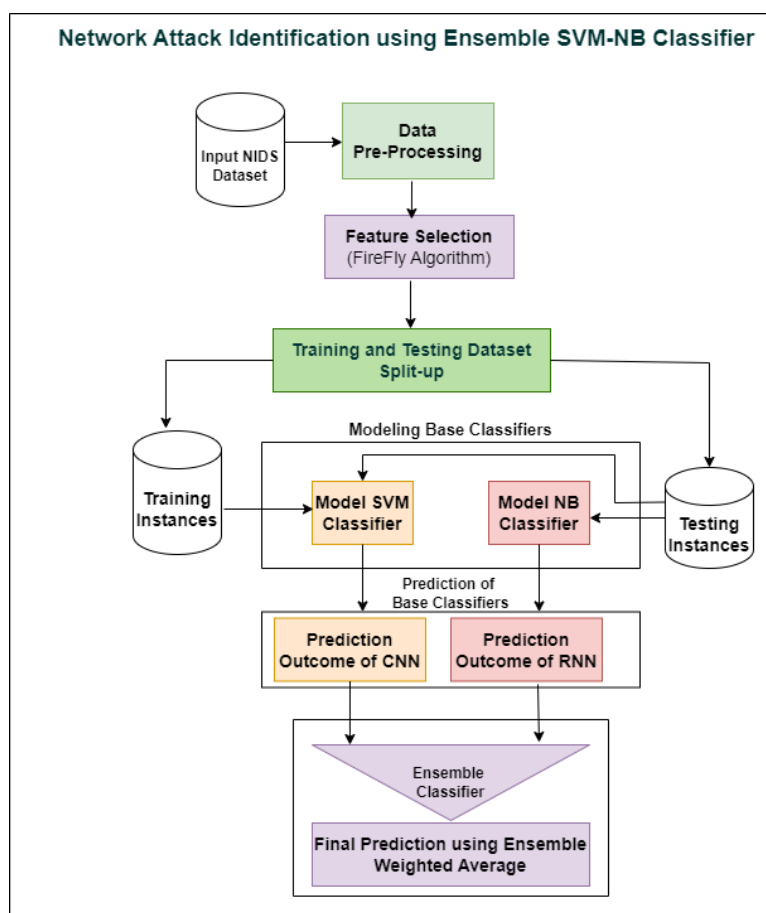 Network Attack Identification using Ensemble SVM-NB Classifier
Input NIDS
Dataset
Data
Pre-Processing
Feature Selection
(FireFly Algorithm)
Training and Testing Dataset
Split-up
Modeling Base Classifiers
Training
Instances
Model SVM
Classifier
Model NB
Classifier
Testing
Instances
Prediction of
Base Classifiers
Prediction
Outcome of CNN
Prediction
Outcome of RNN
Ensemble
Classifier
Final Prediction using Ensemble
Weighted Average